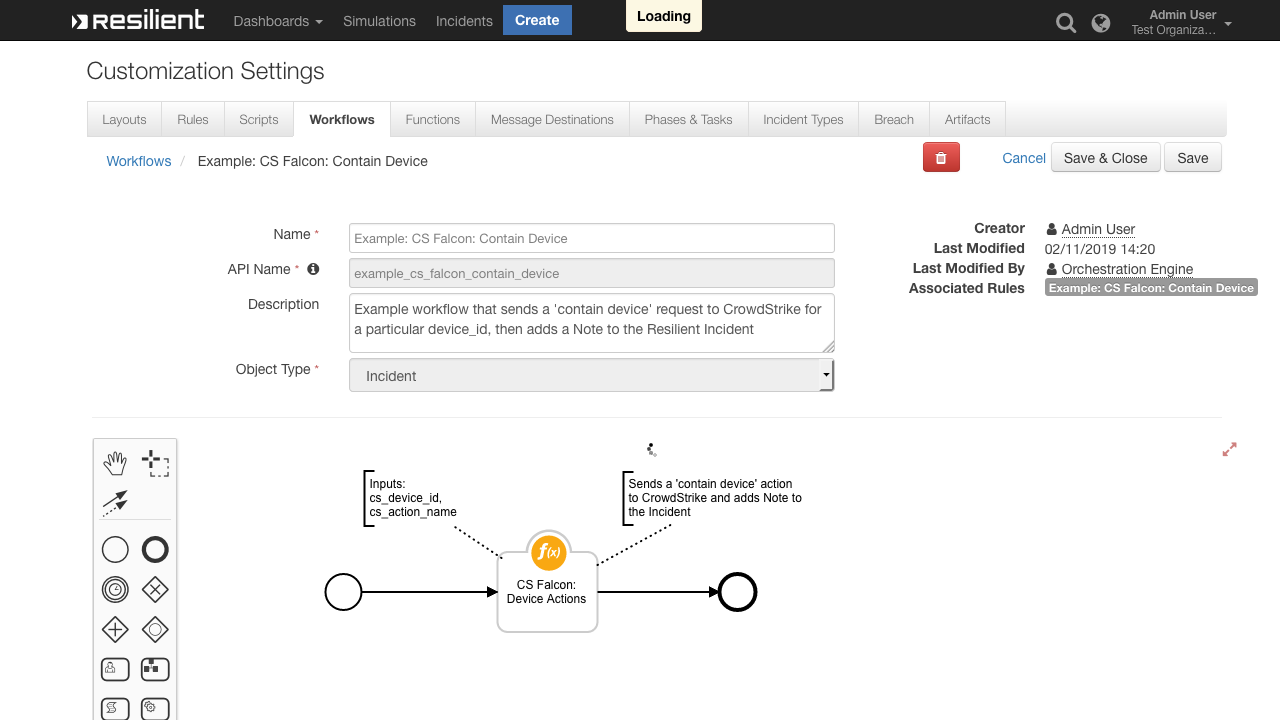 resilient
Dashboards
Simulations
Incidents
Create
Loading
Admin User
Test Organiza...
Customization Settings
Layouts
Rules
Scripts
Workflows
Functions
Message Destinations
Phases & Tasks
Incident Types
Breach
Artifacts
Workflows / Example: CS Falcon: Contain Device
Cancel
Save & Close
Save
Name *
Example: CS Falcon: Contain Device
API Name *
example_cs_falcon_contain_device
Description
Example workflow that sends a 'contain device' request to CrowdStrike for
a particular device_id, then adds a Note to the Resilient Incident
Object Type *
Incident
Creator
Admin User
Last Modified
02/11/2019 14:20
Last Modified By
Orchestration Engine
Associated Rules
Example: CS Falcon: Contain Device
Inputs:
cs_device_id,
cs_action_name
Sends a 'contain device' action
to CrowdStrike and adds Note to
the Incident
f(x)
CS Falcon:
Device Actions